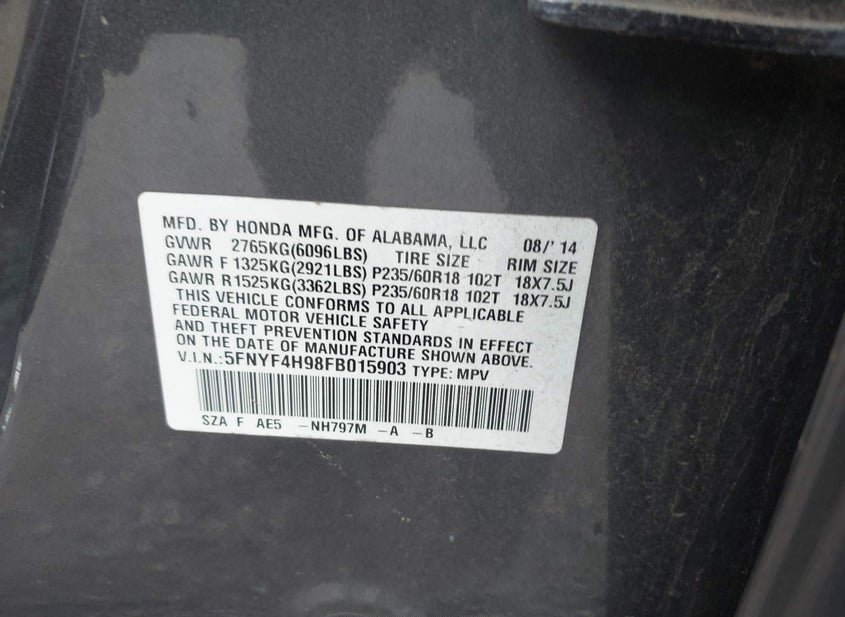 MFD. BY HONDA MFG. OF ALABAMA, LLC 08/' 14
GVWR 2765KG(6096LBS) TIRE SIZE RIM SIZE
GAWR F 1325KG(2921LBS) P235/60R18 102T 18X7.5J
GAWR R1525KG(3362LBS) P235/60R18 102T 18X7.5J
THIS VEHICLE CONFORMS TO ALL APPLICABLE
FEDERAL MOTOR VEHICLE SAFETY
AND THEFT PREVENTION STANDARDS IN EFFECT
ON THE DATE OF MANUFACTURE SHOWN ABOVE.
V.I.N.:5FNYF4H98FB015903 TYPE: MPV
SZA F AE5 -NH797M -A -B